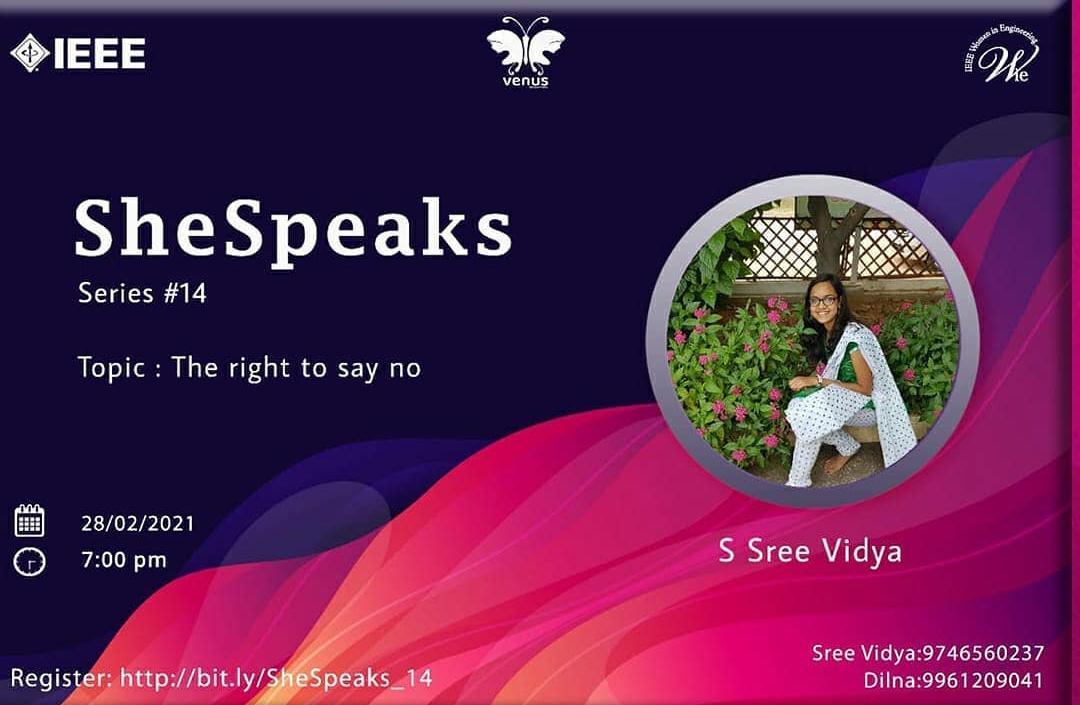 IEEE
venus
IEEE Women in Engineering
Wie
SheSpeaks
Series #14
Topic : The right to say no
28/02/2021
7:00 pm
S Sree Vidya
Register: http://bit.ly/SheSpeaks_14
Sree Vidya:9746560237
Dilna:9961209041